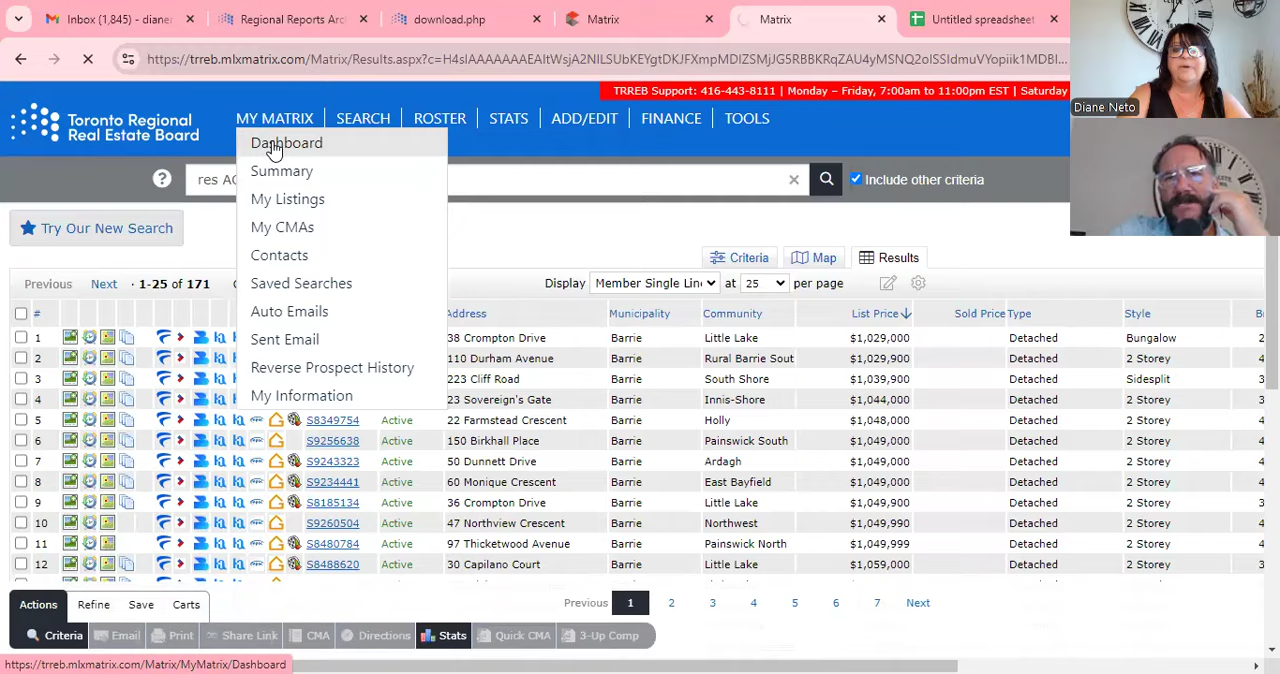 Inbox (1,845) - diane
Regional Reports Arc
download.php
Matrix
Matrix
Untitled spreadsheet
https://trreb.mlxmatrix.com/Matrix/Results.aspx?c=
TRREB Support: 416-443-8111 | Monday – Friday, 7:00am to 11:00pm EST | Saturday
Diane Neto
Toronto Regional
Real Estate Board
MY MATRIX
SEARCH
ROSTER
STATS
ADD/EDIT
FINANCE
TOOLS
Dashboard
Summary
My Listings
My CMAs
Contacts
Saved Searches
Auto Emails
Sent Email
Reverse Prospect History
My Information
?
res
Include other criteria
Try Our New Search
Criteria
Map
Results
Previous Next · 1-25 of 171
Display Member Single Lin at 25 per page
# Address Municipality Community List Price Sold Price Type Style
1 38 Crompton Drive Barrie Little Lake $1,029,000 Detached Bungalow
2 110 Durham Avenue Barrie Rural Barrie Sout $1,029,900 Detached 2 Storey
3 223 Cliff Road Barrie South Shore $1,039,900 Detached Sidesplit
4 23 Sovereign's Gate Barrie Innis-Shore $1,044,000 Detached 2 Storey
5 S8349754 Active 22 Farmstead Crescent Barrie Holly $1,048,000 Detached 2 Storey
6 S9256638 Active 150 Birkhall Place Barrie Painswick South $1,049,000 Detached 2 Storey
7 S9243323 Active 50 Dunnett Drive Barrie Ardagh $1,049,000 Detached 2 Storey
8 S9234441 Active 60 Monique Crescent Barrie East Bayfield $1,049,000 Detached 2 Storey
9 S8185134 Active 36 Crompton Drive Barrie Little Lake $1,049,900 Detached 2 Storey
10 S9260504 Active 47 Northview Crescent Barrie Northwest $1,049,990 Detached 2 Storey
11 S8480784 Active 97 Thicketwood Avenue Barrie Painswick North $1,049,999 Detached 2 Storey
12 S8488620 Active 30 Capilano Court Barrie Little Lake $1,059,000 Detached 2 Storey
Actions
Refine
Save
Carts
Previous 1 2 3 4 5 6 7 Next
Criteria
Email
Print
Share Link
CMA
Directions
Stats
Quick CMA
3-Up Comp
https://trreb.mlxmatrix.com/Matrix/MyMatrix/Dashboard